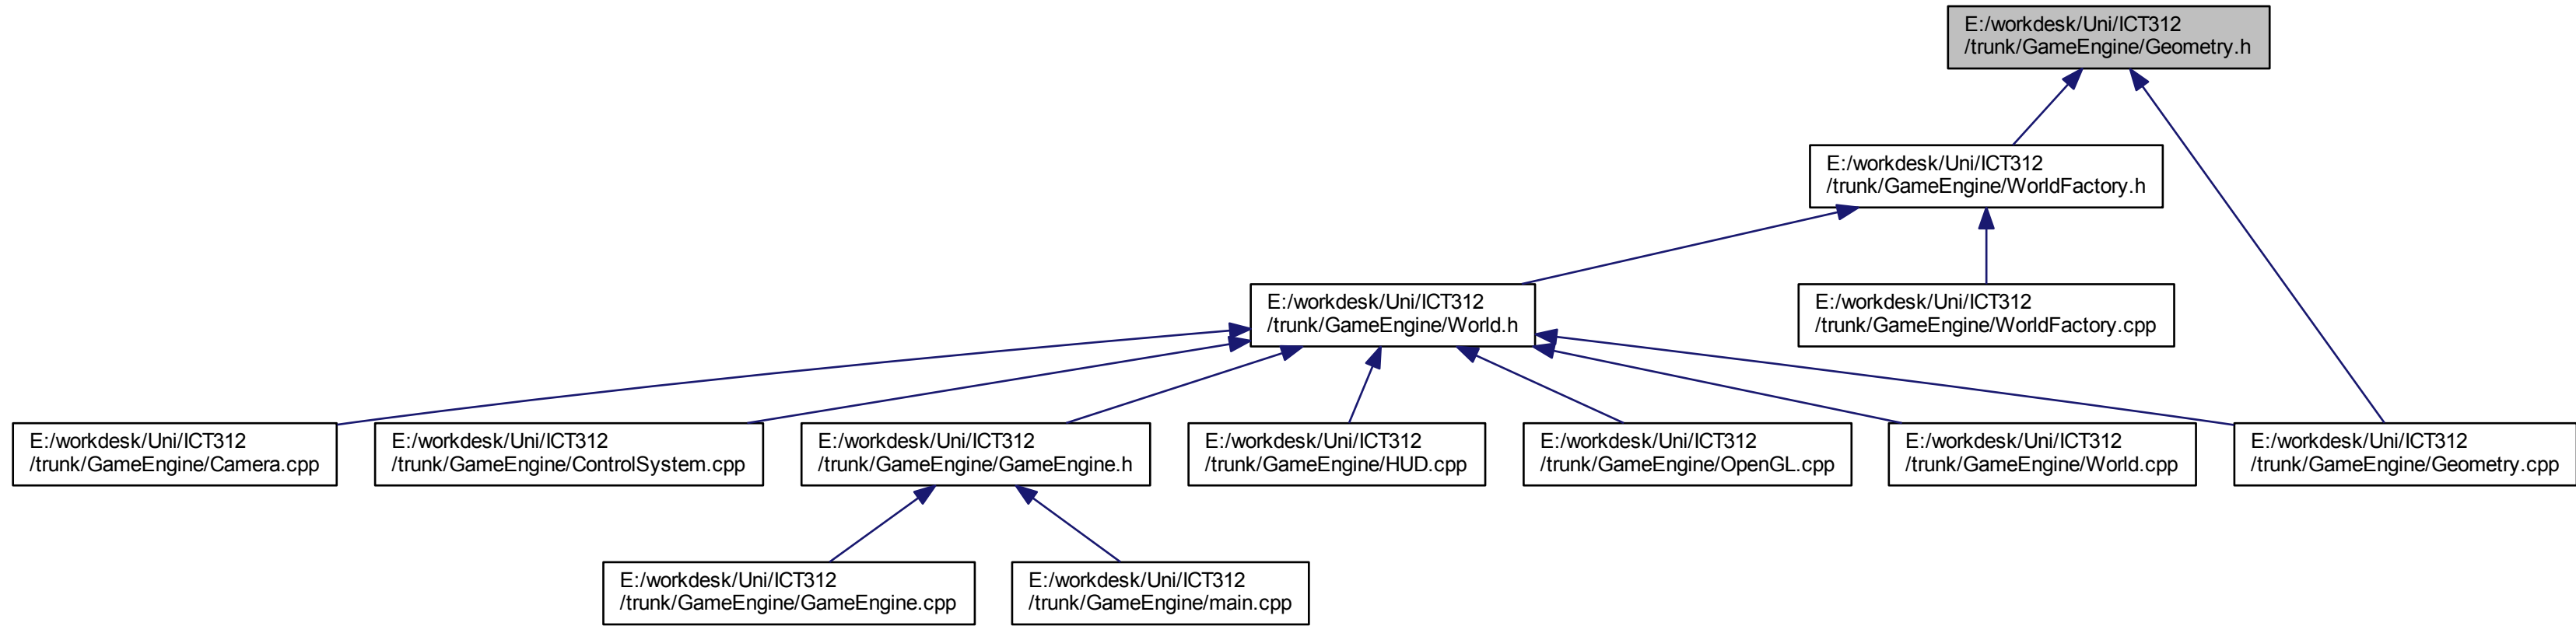 E:/workdesk/Uni/ICT312
/trunk/GameEngine/Geometry.h
E:/workdesk/Uni/ICT312
/trunk/GameEngine/WorldFactory.h
E:/workdesk/Uni/ICT312
/trunk/GameEngine/World.h
E:/workdesk/Uni/ICT312
/trunk/GameEngine/WorldFactory.cpp
E:/workdesk/Uni/ICT312
/trunk/GameEngine/Camera.cpp
E:/workdesk/Uni/ICT312
/trunk/GameEngine/ControlSystem.cpp
E:/workdesk/Uni/ICT312
/trunk/GameEngine/GameEngine.h
E:/workdesk/Uni/ICT312
/trunk/GameEngine/HUD.cpp
E:/workdesk/Uni/ICT312
/trunk/GameEngine/OpenGL.cpp
E:/workdesk/Uni/ICT312
/trunk/GameEngine/World.cpp
E:/workdesk/Uni/ICT312
/trunk/GameEngine/Geometry.cpp
E:/workdesk/Uni/ICT312
/trunk/GameEngine/GameEngine.cpp
E:/workdesk/Uni/ICT312
/trunk/GameEngine/main.cpp